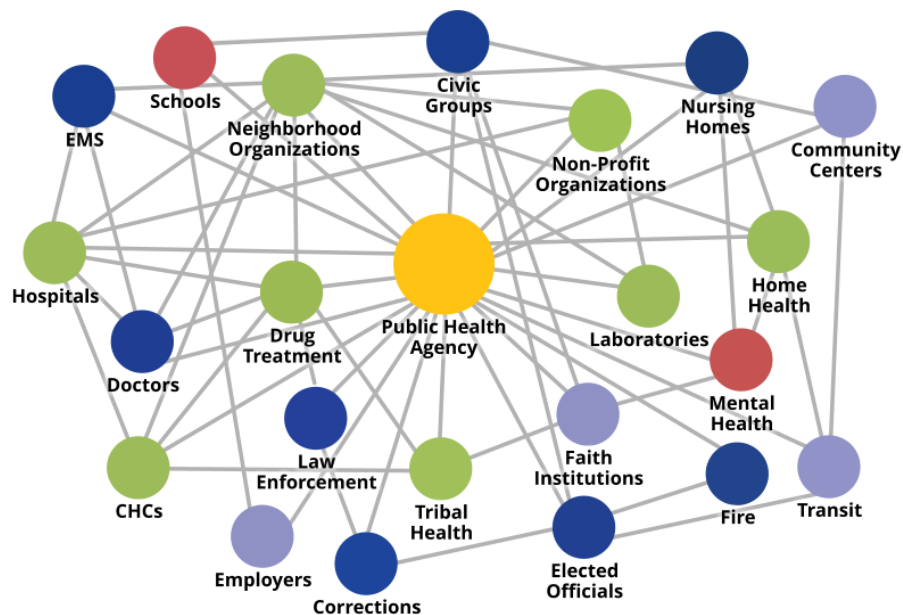 Schools
Civic
Groups
EMS
Neighborhood
Organizations
Nursing
Homes
Non-Profit
Organizations
Community
Centers
Hospitals
Public Health
Agency
Home
Health
Drug
Treatment
Laboratories
Doctors
Mental
Health
Law
Enforcement
Faith
Institutions
CHCs
Tribal
Health
Fire
Transit
Employers
Corrections
Elected
Officials